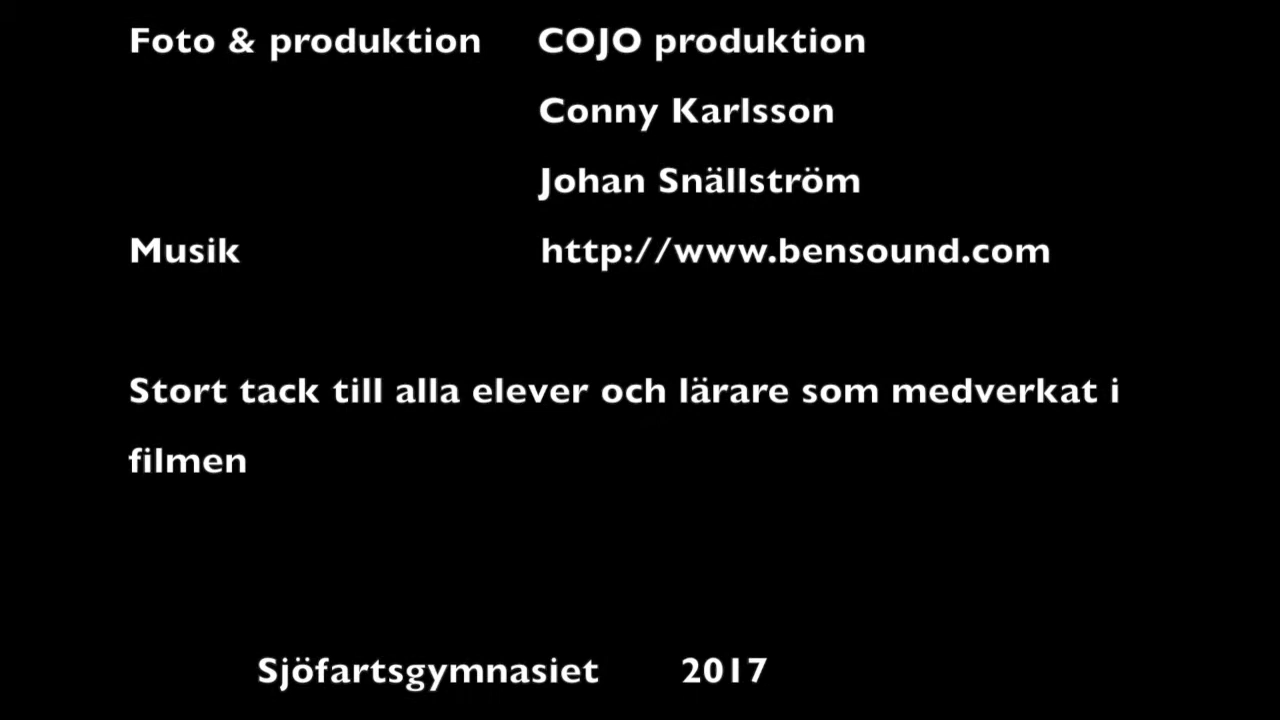 Foto & produktion COJO produktion
Conny Karlsson
Johan Snällström
Musik http://www.bensound.com
Stort tack till alla elever och lärare som medverkat i
filmen
Sjöfartsgymnasiet 2017